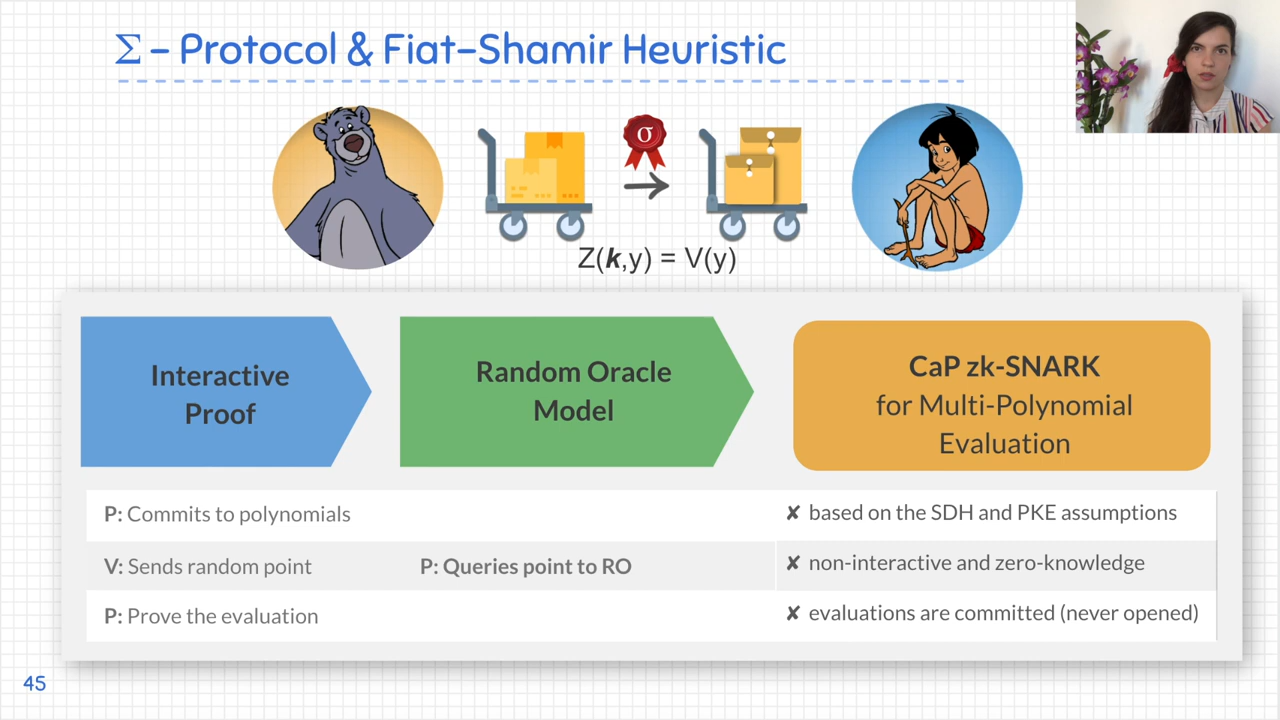 Σ – Protocol & Fiat–Shamir Heuristic
σ
Z(k,y) = V(y)
Interactive
Proof
Random Oracle
Model
CaP zk-SNARK
for Multi-Polynomial
Evaluation
P: Commits to polynomials
✘ based on the SDH and PKE assumptions
V: Sends random point
P: Queries point to RO
✘ non-interactive and zero-knowledge
P: Prove the evaluation
✘ evaluations are committed (never opened)
45